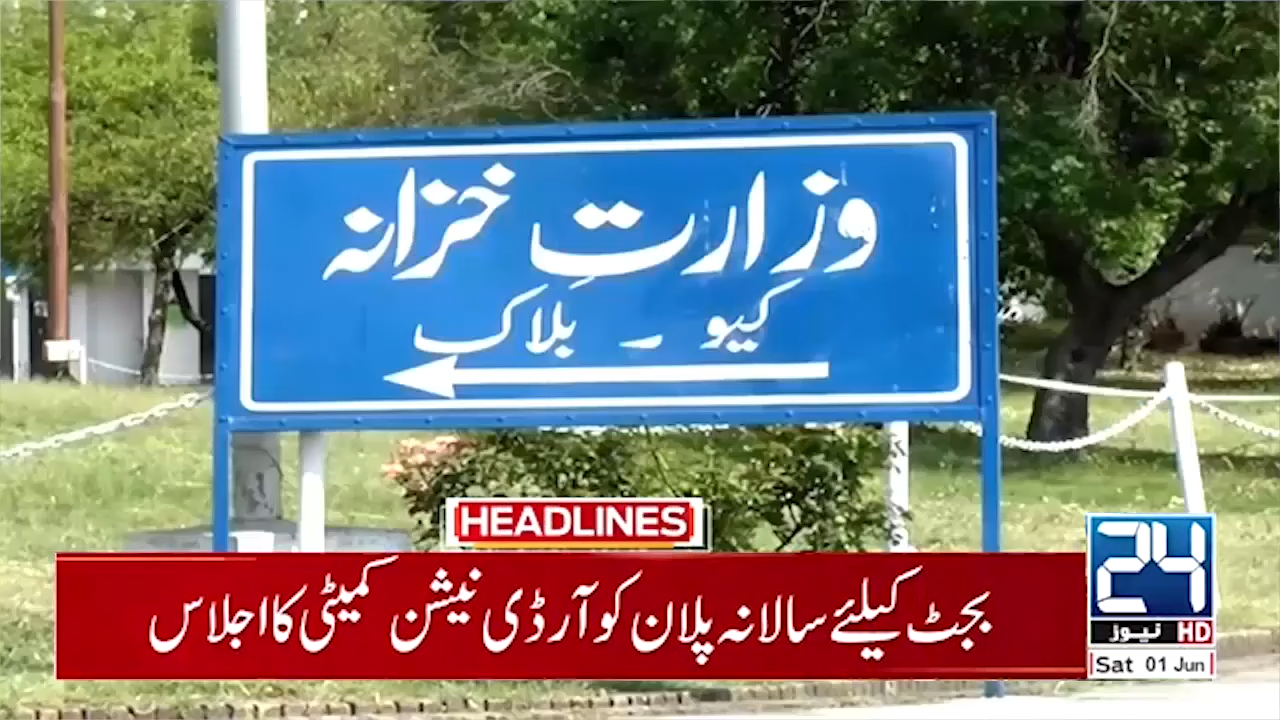 وزارتِ خزانہ
کیو - بلاک
HEADLINES
بجٹ کیلئے سالانہ پلان کوآرڈی نیشن کمیٹی کا اجلاس
24
نیوز HD
Sat 01 Jun